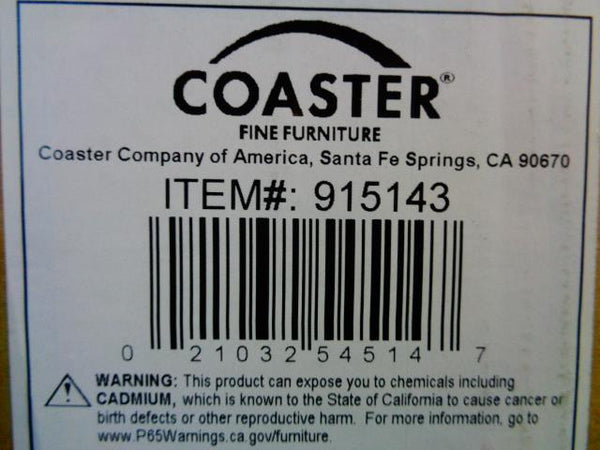 COASTER®
FINE FURNITURE
Coaster Company of America, Santa Fe Springs, CA 90670
ITEM#: 915143
0 21032 54514 7
WARNING: This product can expose you to chemicals including
CADMIUM, which is known to the State of California to cause cancer or
birth defects or other reproductive harm. For more information, go to
www.P65Warnings.ca.gov/furniture.